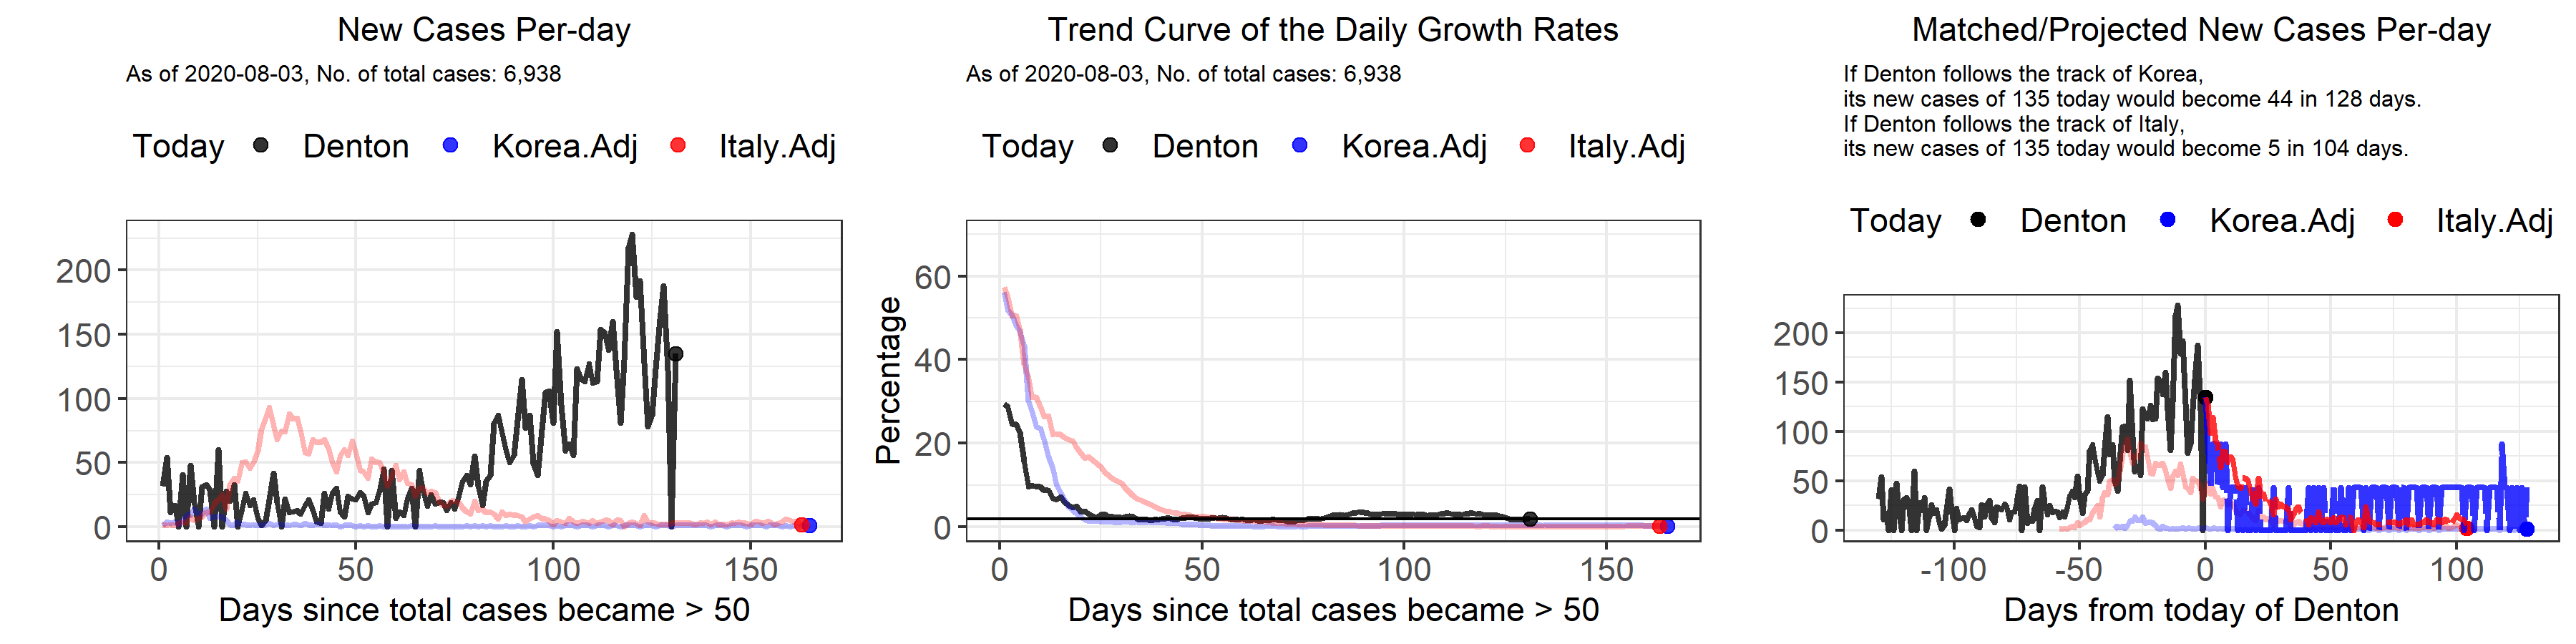 New Cases Per-day
As of 2020-08-03, No. of total cases: 6,938
Today Denton Korea.Adj Italy.Adj
200
150
100
50
0
0 50 100 150
Days since total cases became > 50
Trend Curve of the Daily Growth Rates
As of 2020-08-03, No. of total cases: 6,938
Today Denton Korea.Adj Italy.Adj
Percentage
60
40
20
0
0 50 100 150
Days since total cases became > 50
Matched/Projected New Cases Per-day
If Denton follows the track of Korea,
its new cases of 135 today would become 44 in 128 days.
If Denton follows the track of Italy,
its new cases of 135 today would become 5 in 104 days.
Today Denton Korea.Adj Italy.Adj
200
150
100
50
0
-100 -50 0 50 100
Days from today of Denton